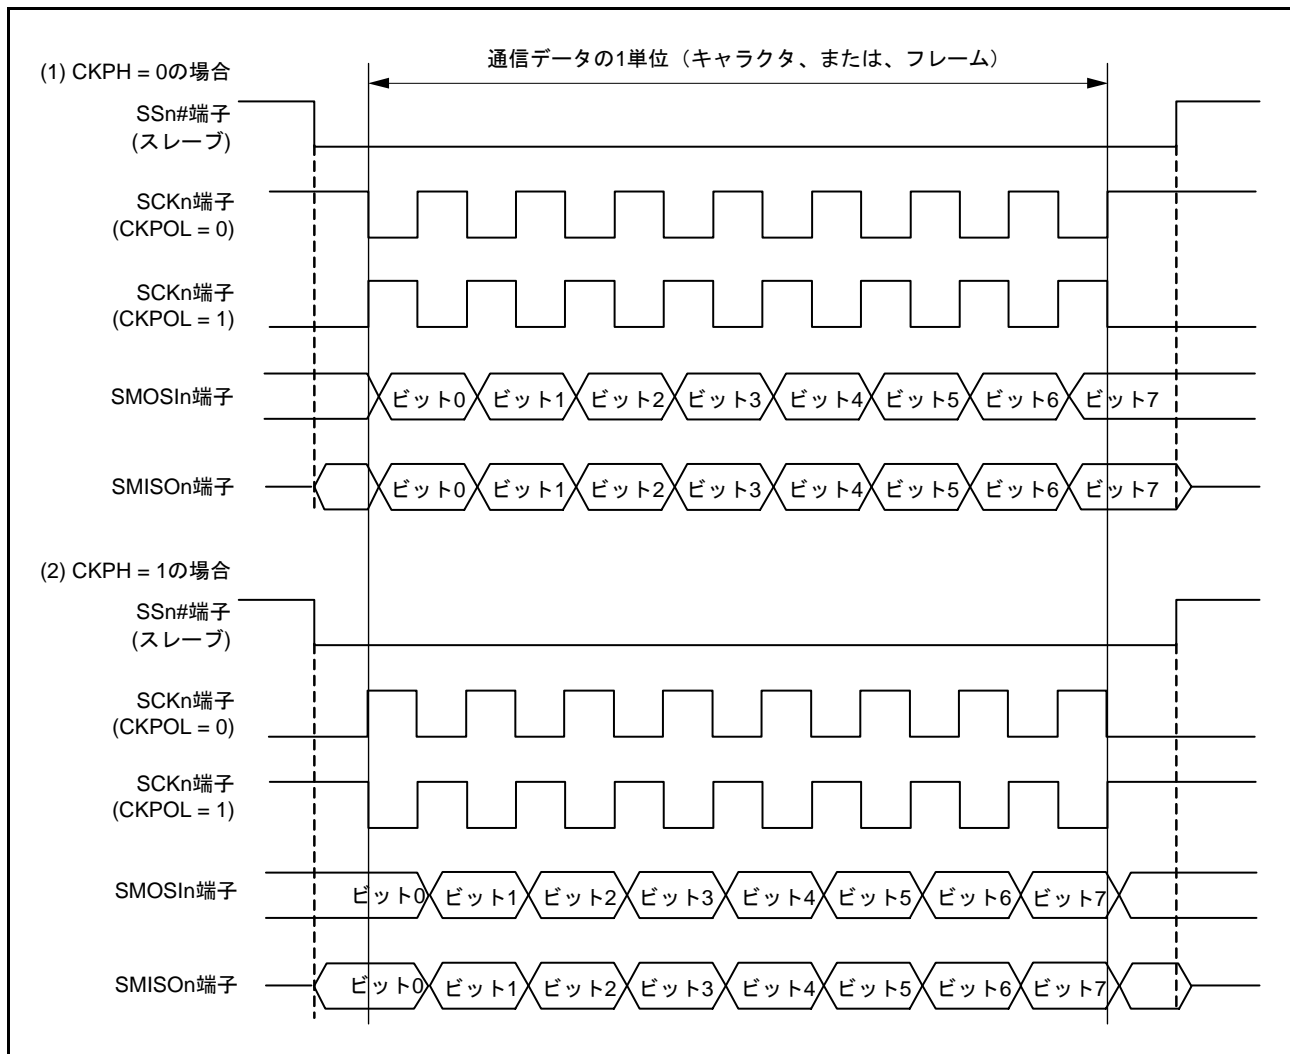 通信データの1単位（キャラクタ、または、フレーム）
(1) CKPH = 0の場合
SSn#端子
(スレーブ)
SCKn端子
(CKPOL = 0)
SCKn端子
(CKPOL = 1)
SMOSIn端子
ビット0 ビット1 ビット2 ビット3 ビット4 ビット5 ビット6 ビット7
SMISOn端子
ビット0 ビット1 ビット2 ビット3 ビット4 ビット5 ビット6 ビット7
(2) CKPH = 1の場合
SSn#端子
(スレーブ)
SCKn端子
(CKPOL = 0)
SCKn端子
(CKPOL = 1)
SMOSIn端子
ビット0 ビット1 ビット2 ビット3 ビット4 ビット5 ビット6 ビット7
SMISOn端子
ビット0 ビット1 ビット2 ビット3 ビット4 ビット5 ビット6 ビット7